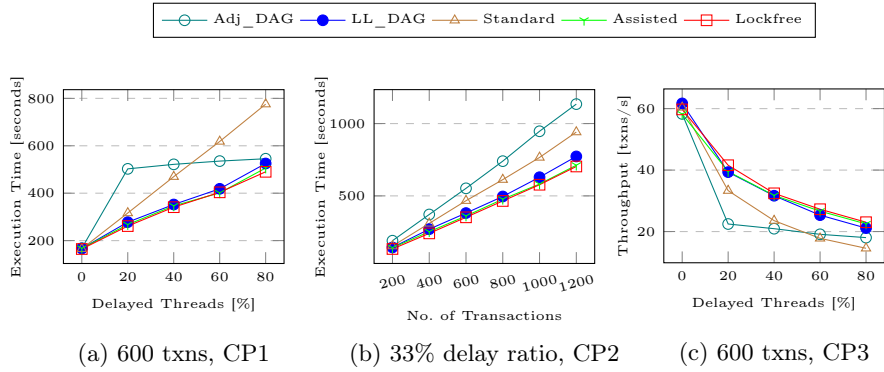 Adj_DAG LL_DAG Standard Assisted Lockfree
Execution Time [seconds]
800
600
400
200
0 20 40 60 80
Delayed Threads [%]
(a) 600 txns, CP1
Execution Time [seconds]
1000
500
200 400 600 800 1000 1200
No. of Transactions
(b) 33% delay ratio, CP2
Throughput [txns/s]
60
40
20
0 20 40 60 80
Delayed Threads [%]
(c) 600 txns, CP3